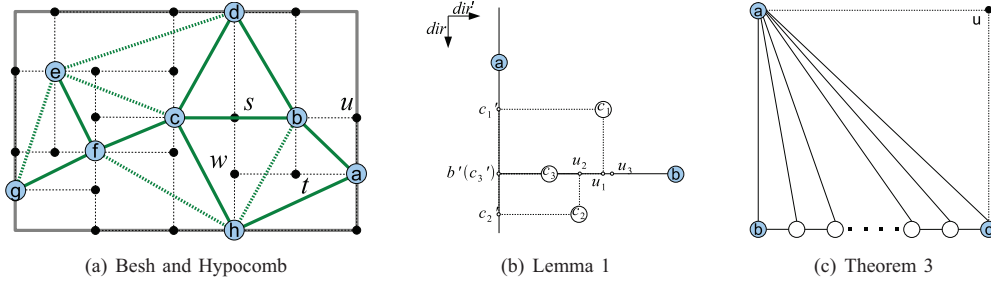 d
e
s
u
c
b
w
f
t
a
g
h
(a) Besh and Hypocomb
dir'
dir
a
c₁'
c₁
b'(c₃')
c₃
u₂
u₁
u₃
b
c₂'
c₂
(b) Lemma 1
a
u
b
c
(c) Theorem 3